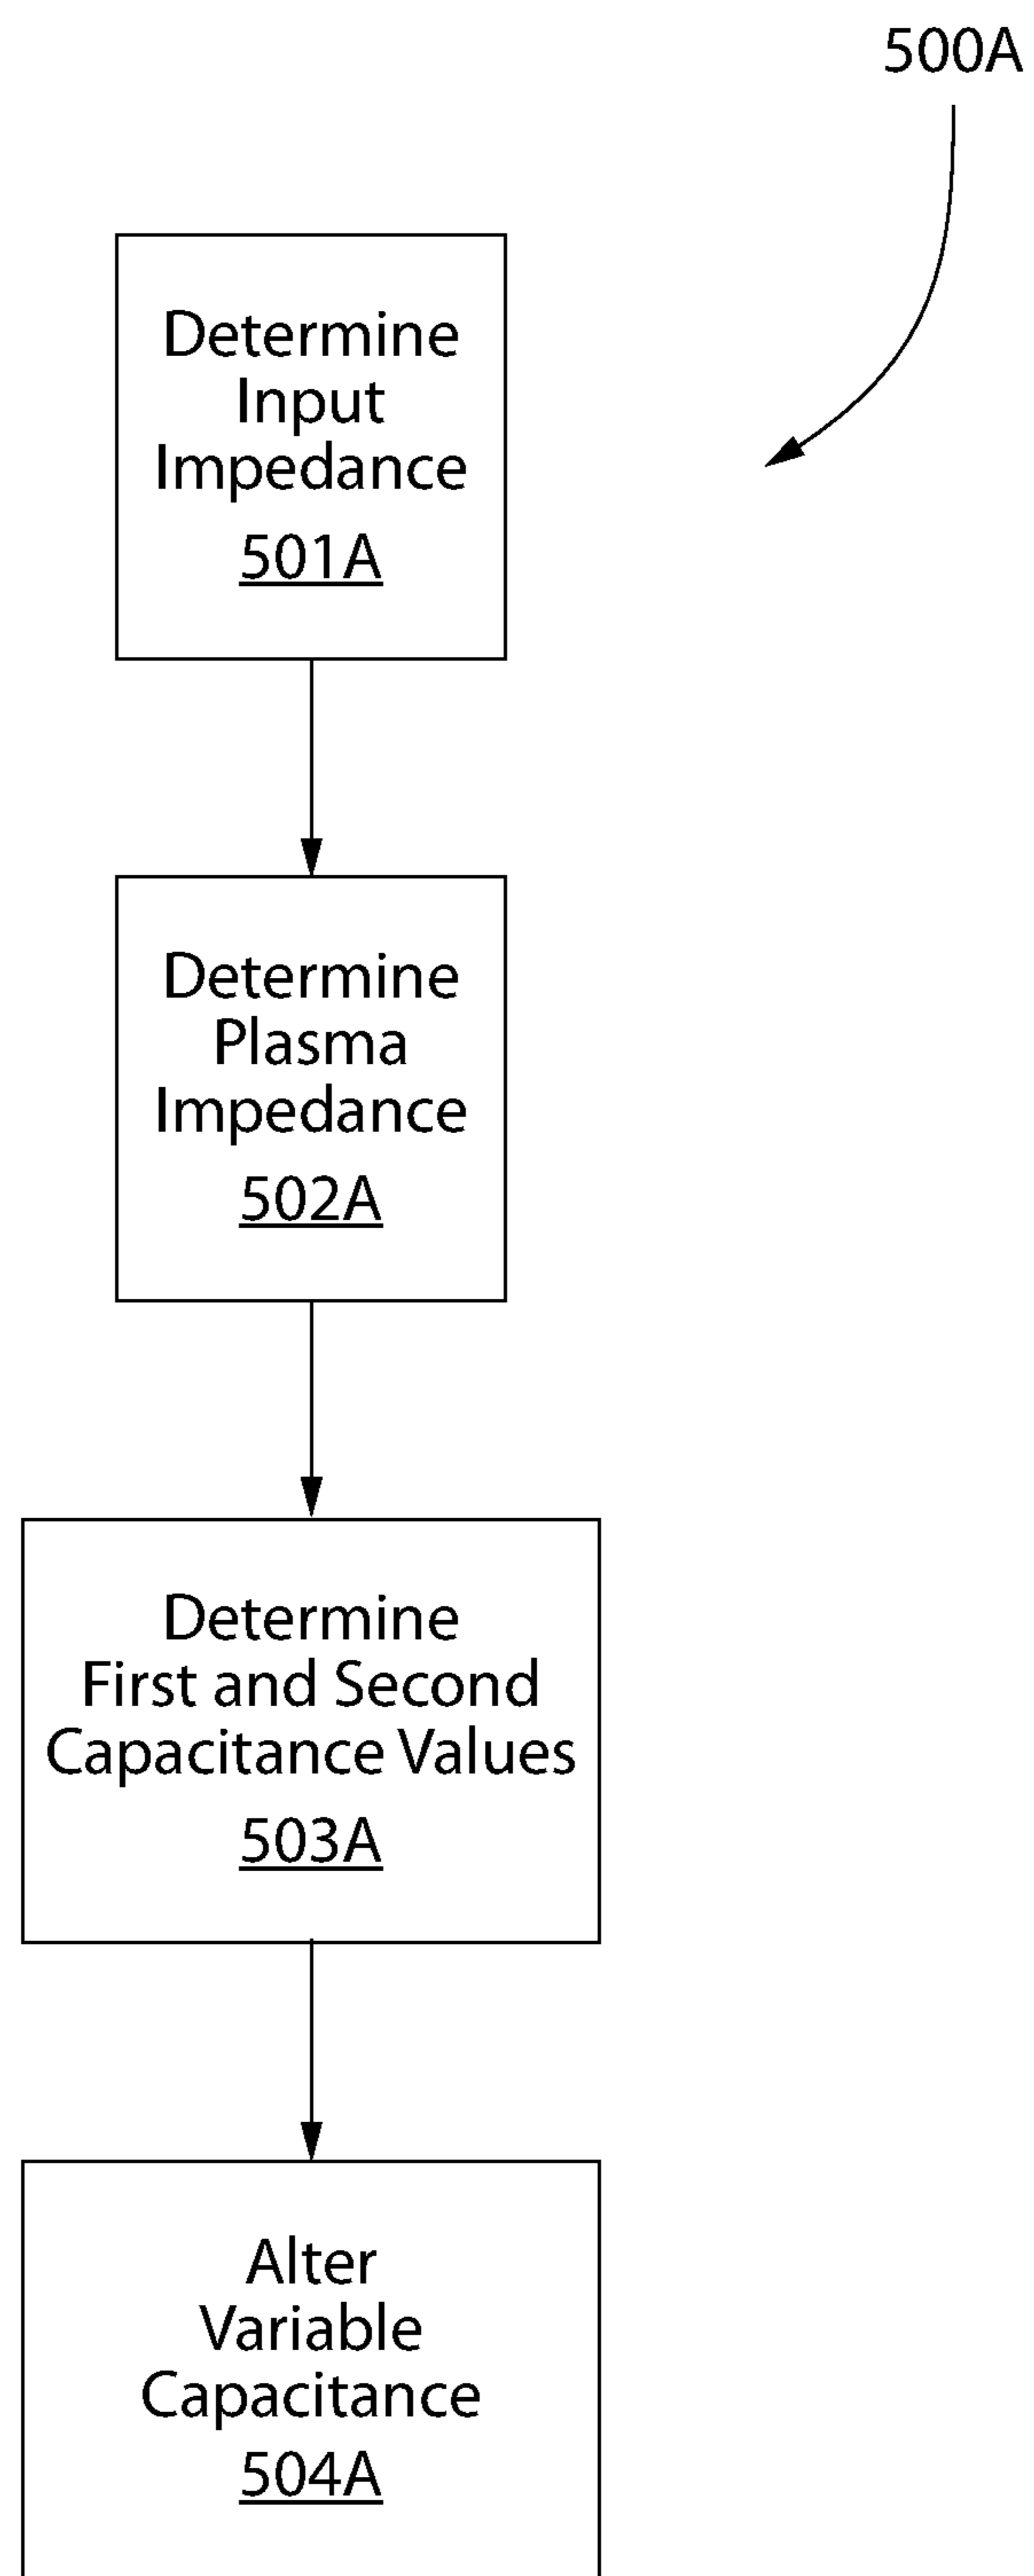 500A
Determine
Input
Impedance
501A
Determine
Plasma
Impedance
502A
Determine
First and Second
Capacitance Values
503A
Alter
Variable
Capacitance
504A